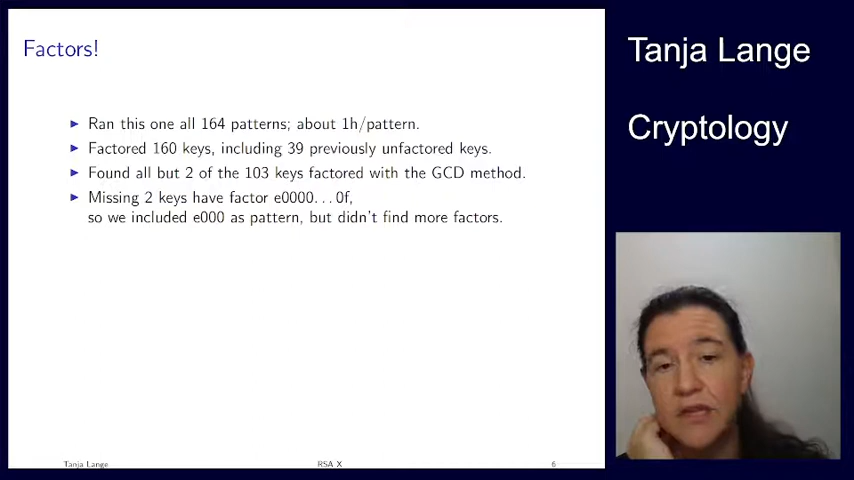 Factors!
Ran this one all 164 patterns; about 1h/pattern.
Factored 160 keys, including 39 previously unfactored keys.
Found all but 2 of the 103 keys factored with the GCD method.
Missing 2 keys have factor e0000...0f,
so we included e000 as pattern, but didn't find more factors.
Tanja Lange
RSA X
6
Tanja Lange
Cryptology